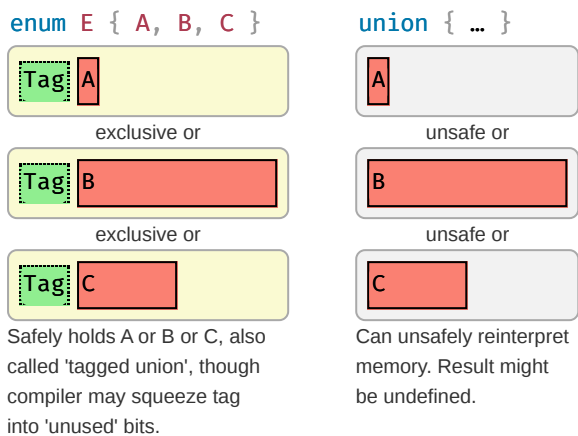 enum E { A, B, C }
Tag A
exclusive or
Tag B
exclusive or
Tag C
Safely holds A or B or C, also
called 'tagged union', though
compiler may squeeze tag
into 'unused' bits.
union { … }
A
unsafe or
B
unsafe or
C
Can unsafely reinterpret
memory. Result might
be undefined.